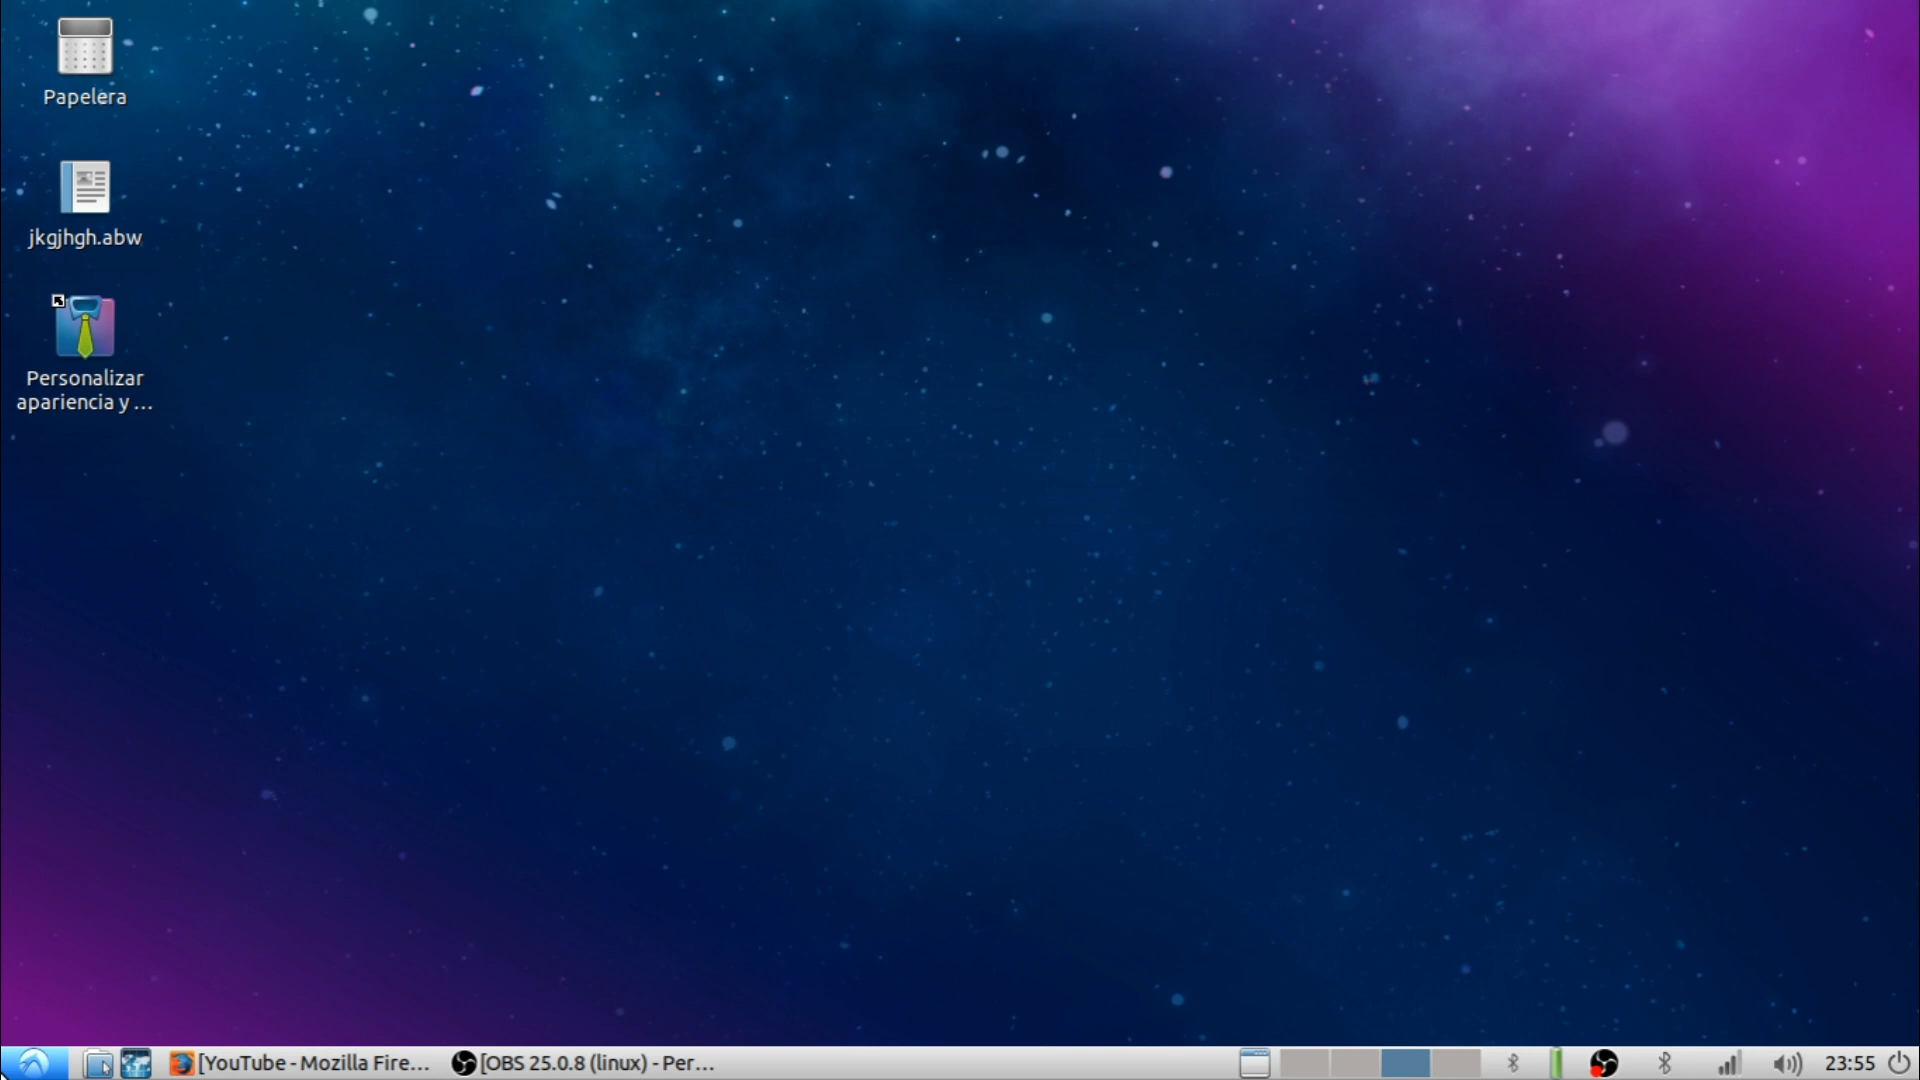 Papelera
jkgjhgh.abw
Personalizar
apariencia y ...
[YouTube - Mozilla Fire...
[OBS 25.0.8 (linux) - Per...
23:55